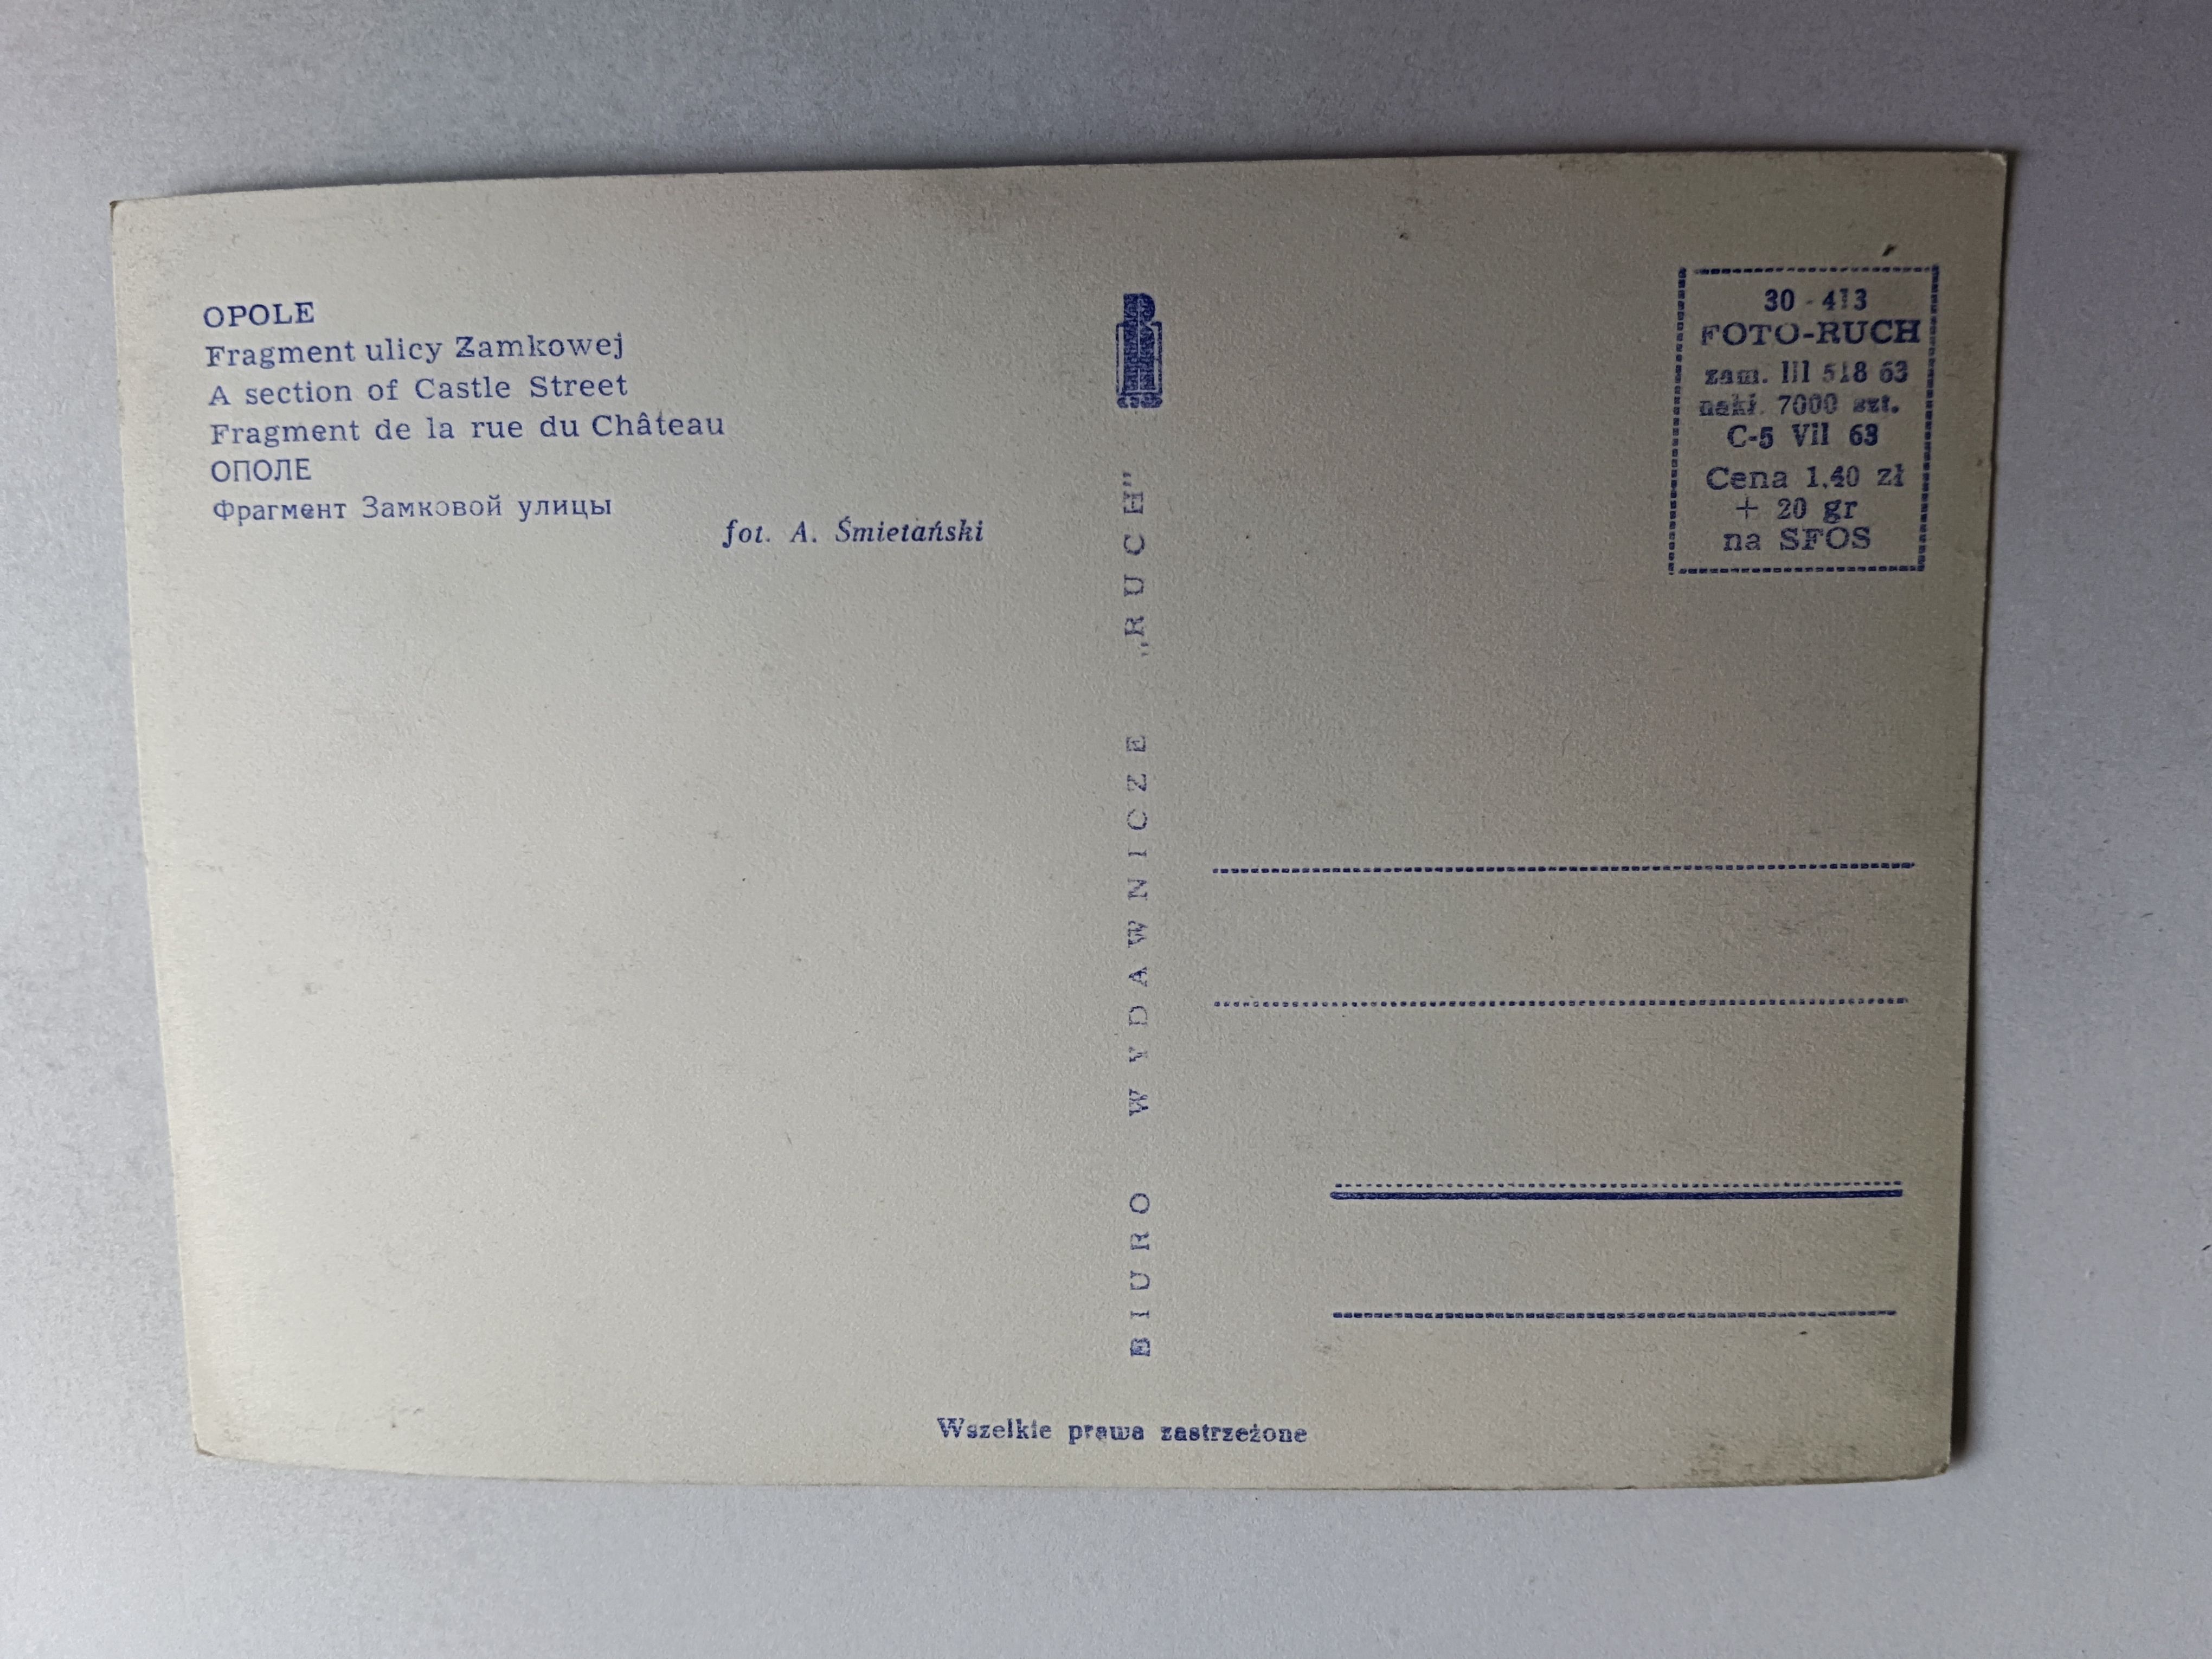 OPOLE
Fragment ulicy Zamkowej
A section of Castle Street
Fragment de la rue du Château
ОПОЛЕ
Фрагмент Замковой улицы
fot. A. Śmietański
BIURO WYDAWNICZE „RUCH”
30-413
FOTO-RUCH
zam. III 518 63
nakł. 7000 szt.
C-5 VII 63
Cena 1.40 zł
+ 20 gr
na SFOS
Wszelkie prawa zastrzeżone